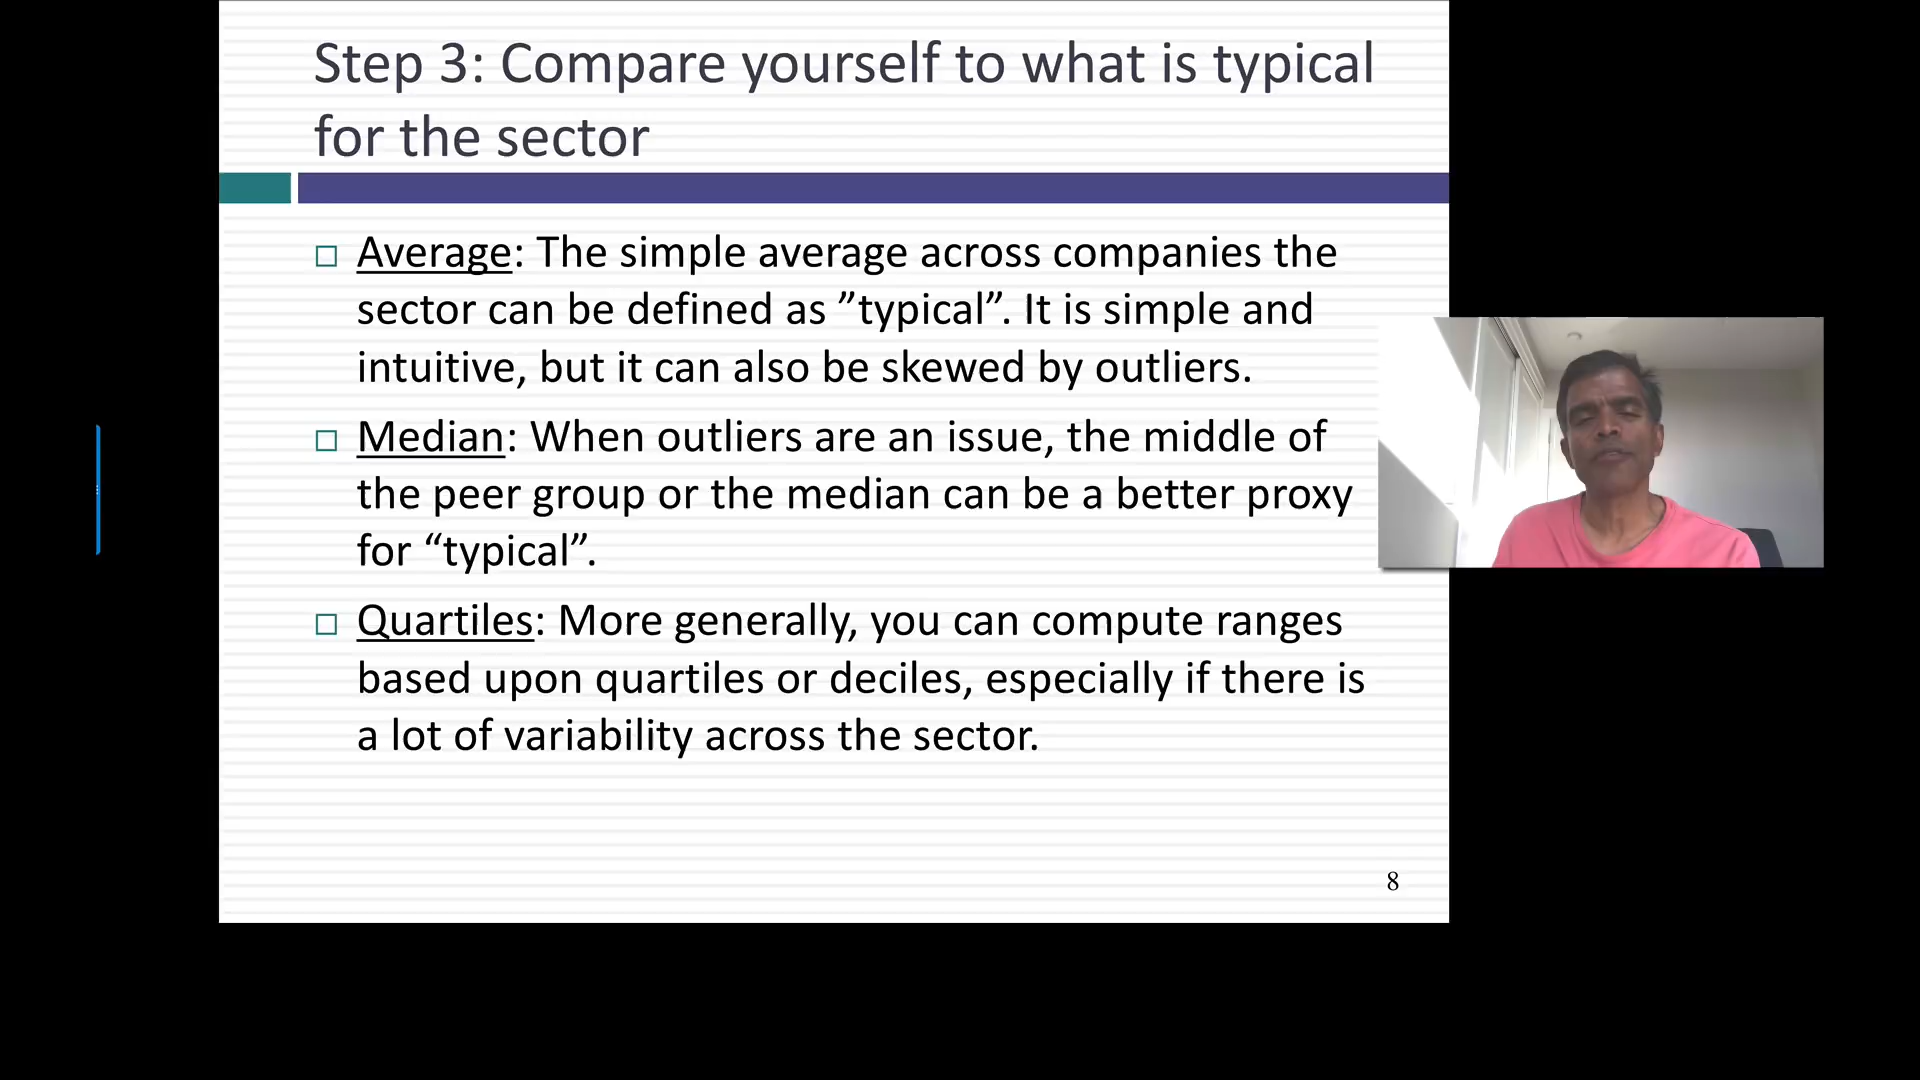 Step 3: Compare yourself to what is typical
for the sector
Average: The simple average across companies the
sector can be defined as ”typical”. It is simple and
intuitive, but it can also be skewed by outliers.
Median: When outliers are an issue, the middle of
the peer group or the median can be a better proxy
for “typical”.
Quartiles: More generally, you can compute ranges
based upon quartiles or deciles, especially if there is
a lot of variability across the sector.
8